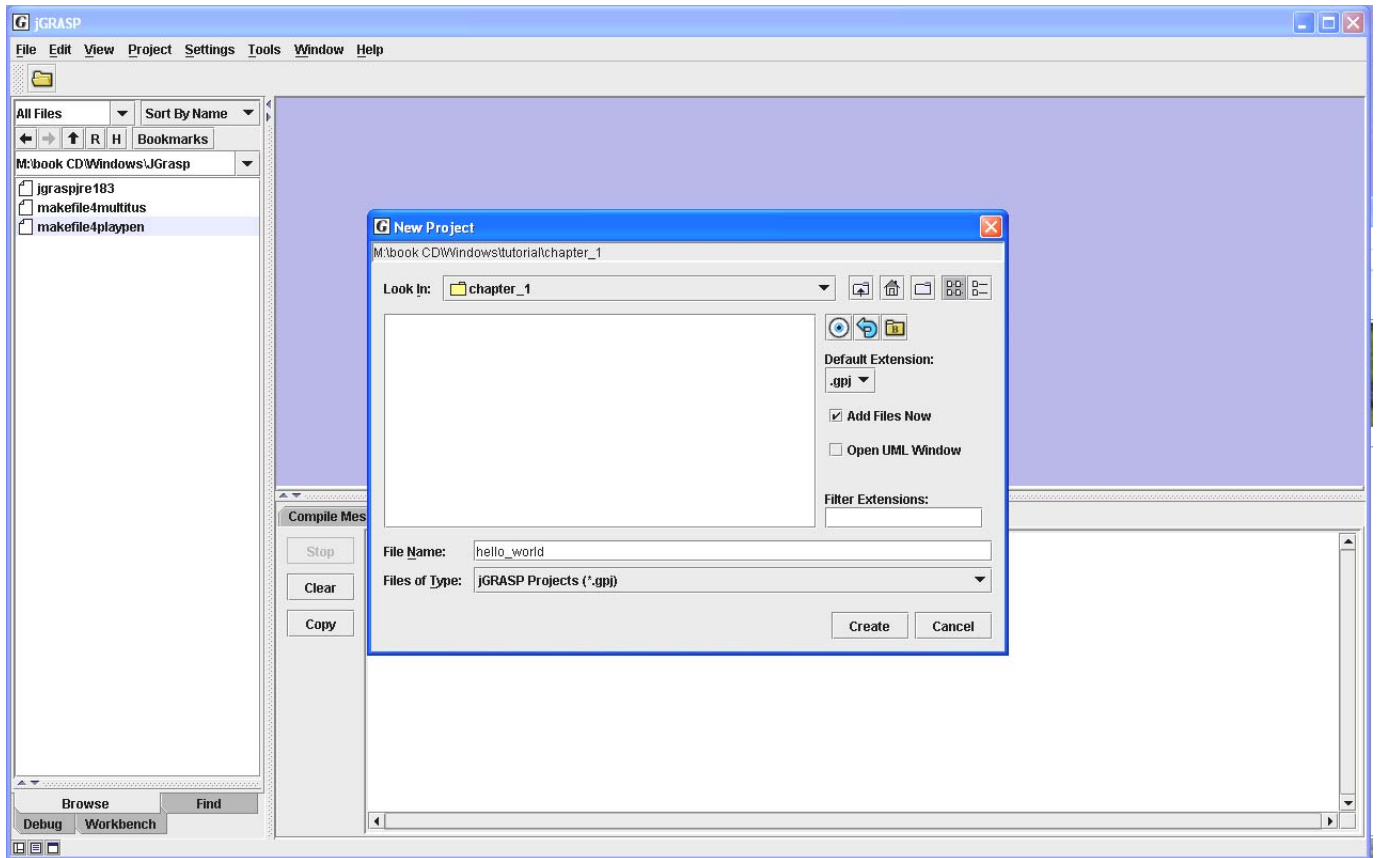 G jGRASP
File Edit View Project Settings Tools Window Help
All Files Sort By Name
R H Bookmarks
M:\book CD\Windows\JGrasp
jgraspjre183
makefile4multitus
makefile4playpen
G New Project
M:\book CD\Windows\tutorial\chapter_1
Look In: chapter_1
B
Default Extension:
.gpj
Add Files Now
Open UML Window
Filter Extensions:
Compile Mes
Stop
File Name: hello_world
Clear
Files of Type: jGRASP Projects (*.gpj)
Copy
Create Cancel
Browse Find
Debug Workbench